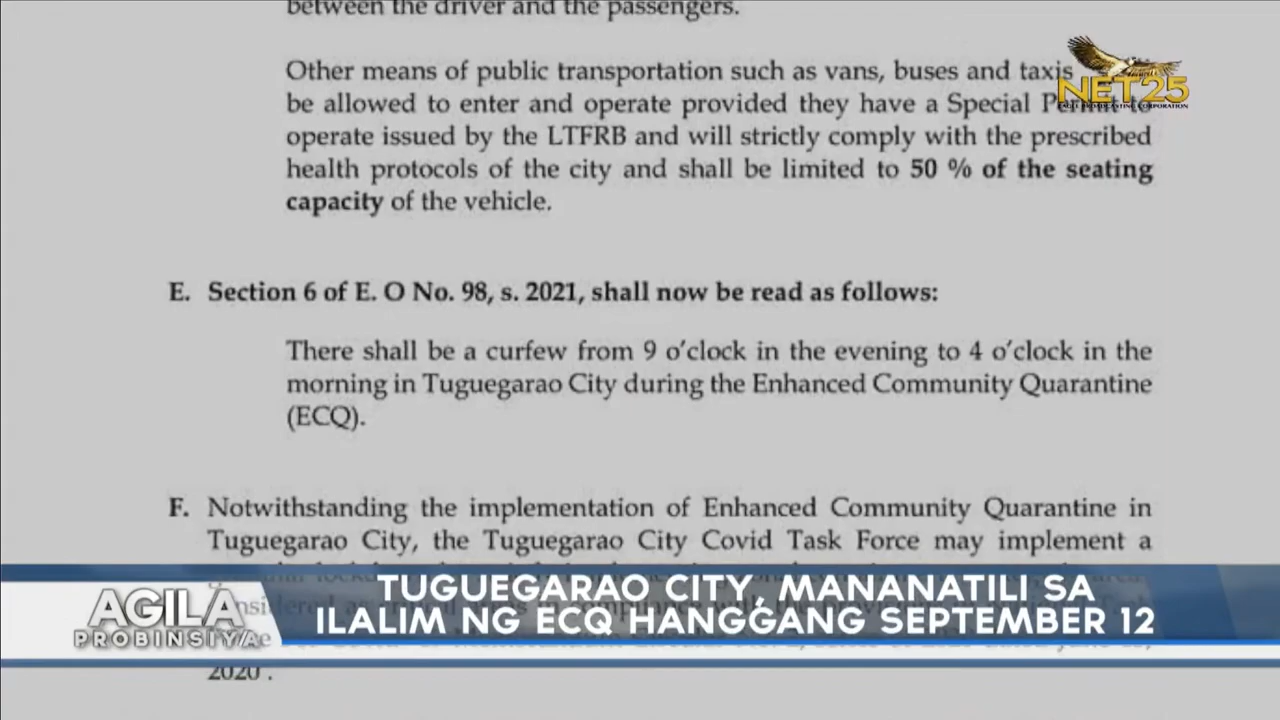 between the driver and the passengers.
Other means of public transportation such as vans, buses and taxis
be allowed to enter and operate provided they have a Special Permit to
operate issued by the LTFRB and will strictly comply with the prescribed
health protocols of the city and shall be limited to 50 % of the seating
capacity of the vehicle.
NET25
EAGLE BROADCASTING CORPORATION
E. Section 6 of E. O No. 98, s. 2021, shall now be read as follows:
There shall be a curfew from 9 o'clock in the evening to 4 o'clock in the
morning in Tuguegarao City during the Enhanced Community Quarantine
(ECQ).
F. Notwithstanding the implementation of Enhanced Community Quarantine in
Tuguegarao City, the Tuguegarao City Covid Task Force may implement a
AGILA
PROBINSIYA
TUGUEGARAO CITY, MANANATILI SA
ILALIM NG ECQ HANGGANG SEPTEMBER 12
2020 .